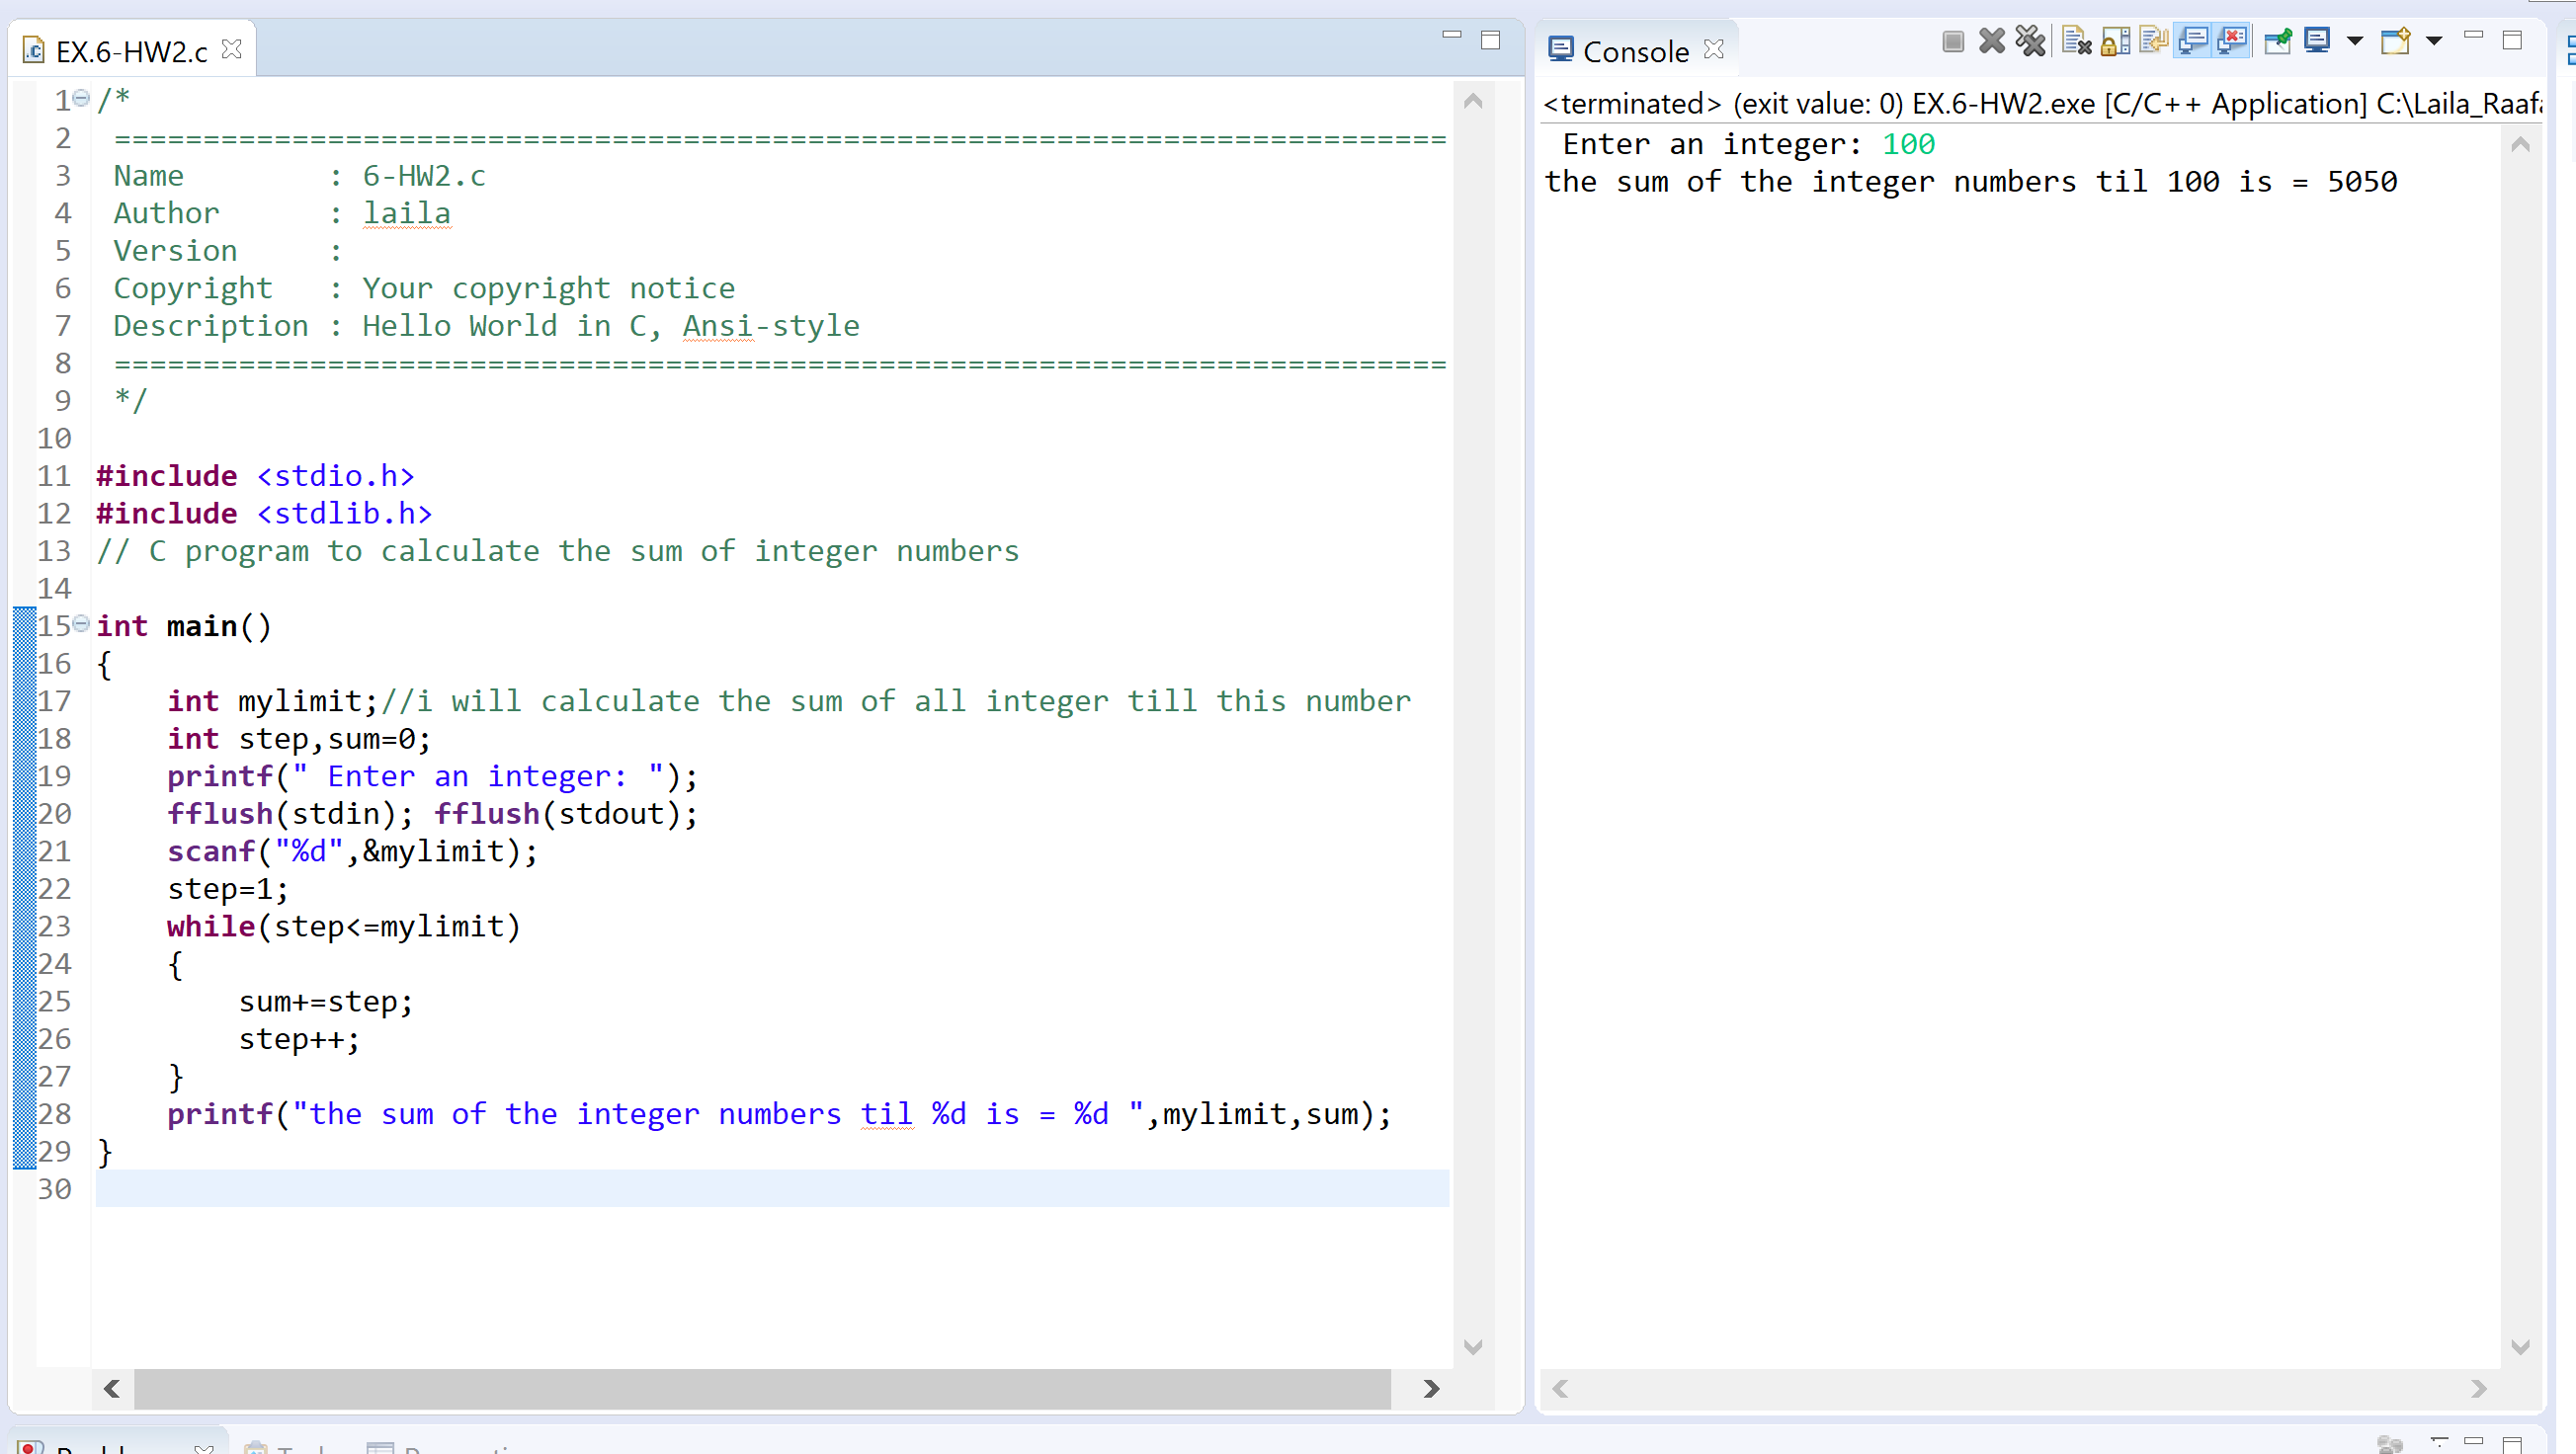 EX.6-HW2.c
1 /*
2 ===========================================================================
3 Name : 6-HW2.c
4 Author : laila
5 Version :
6 Copyright : Your copyright notice
7 Description : Hello World in C, Ansi-style
8 ===========================================================================
9 */
10
11 #include <stdio.h>
12 #include <stdlib.h>
13 // C program to calculate the sum of integer numbers
14
15 int main()
16 {
17 int mylimit;//i will calculate the sum of all integer till this number
18 int step,sum=0;
19 printf(" Enter an integer: ");
20 fflush(stdin); fflush(stdout);
21 scanf("%d",&mylimit);
22 step=1;
23 while(step<=mylimit)
24 {
25 sum+=step;
26 step++;
27 }
28 printf("the sum of the integer numbers til %d is = %d ",mylimit,sum);
29 }
30
Console
<terminated> (exit value: 0) EX.6-HW2.exe [C/C++ Application] C:\Laila_Raafa
Enter an integer: 100
the sum of the integer numbers til 100 is = 5050